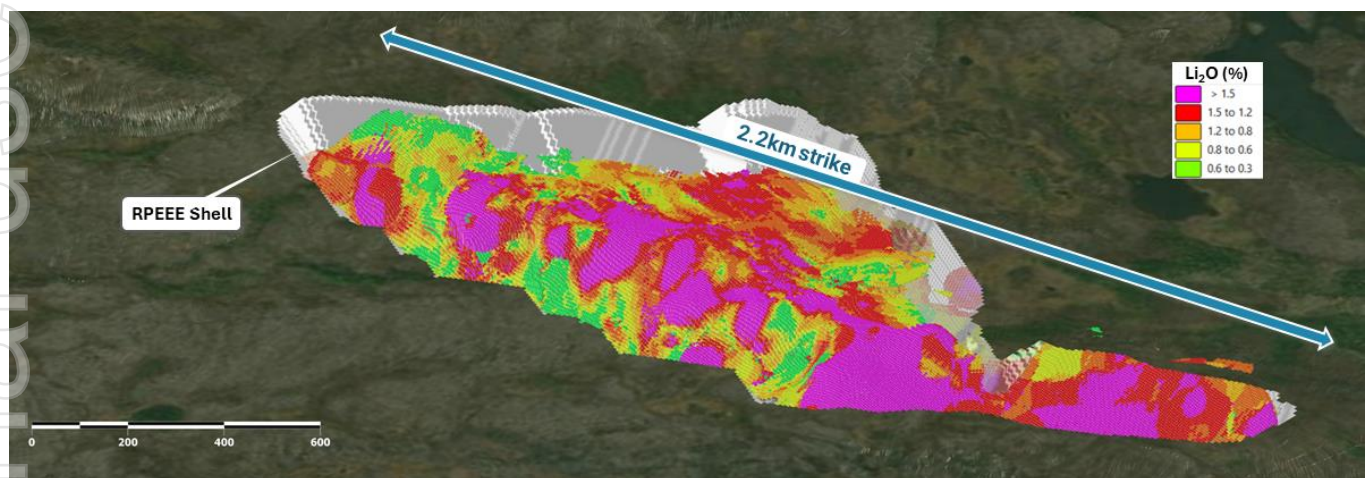 2.2km strike
Li₂O (%)
> 1.5
1.5 to 1.2
1.2 to 0.8
0.8 to 0.6
0.6 to 0.3
RPEEE Shell
0 200 400 600